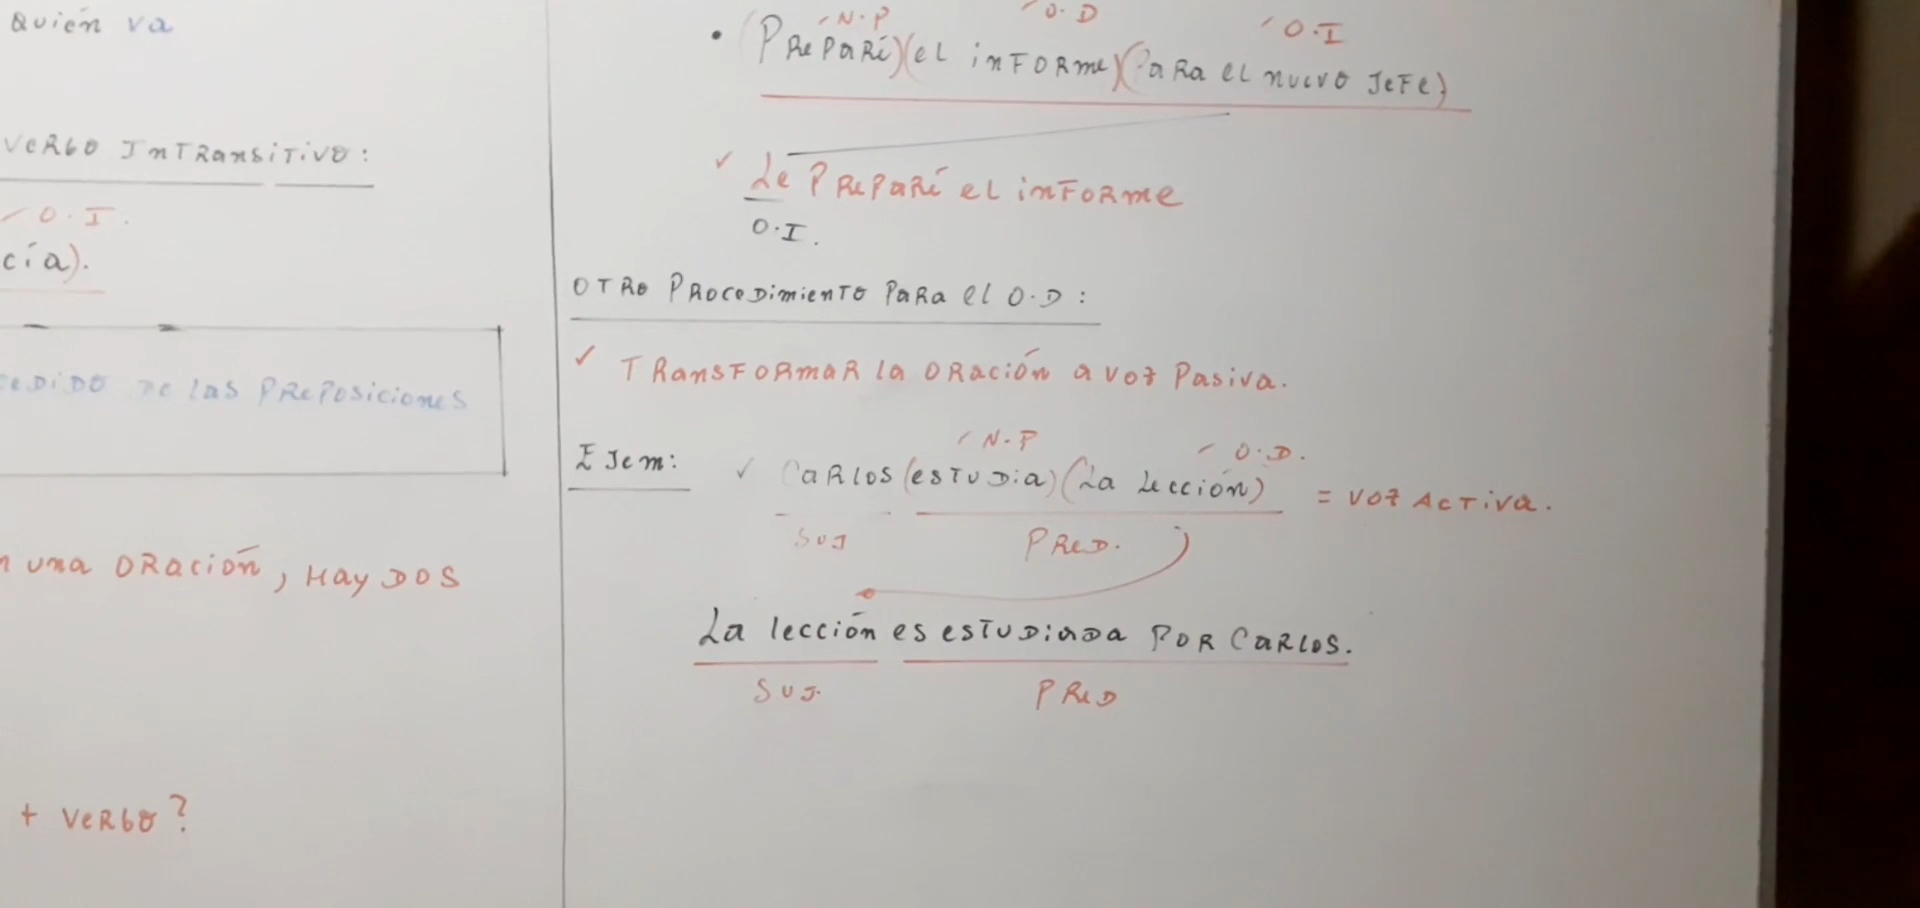 Quién va
VERBO INTRANSITIVO:
O.I.
cía).
DE LAS PREPOSICIONES
una ORACIÓN, HAY DOS
+ VERBO?
N.P O.D O.I
• (PREPARÉ)(el inFORme)(PARA el nuevo JeFe)
✓ Le PREPARÉ el inFORme
O.I.
OTRO PROCEDimienTO PaRa el O.D:
✓ TRansFORmaR la ORación a voz Pasiva.
N.P O.D.
EJem: ✓ CaRlos (esTuDia)(La Lección) = voz AcTiva.
SUJ PRED.
La lección es esTuDiaDa POR CaRlos.
SUJ. PRED